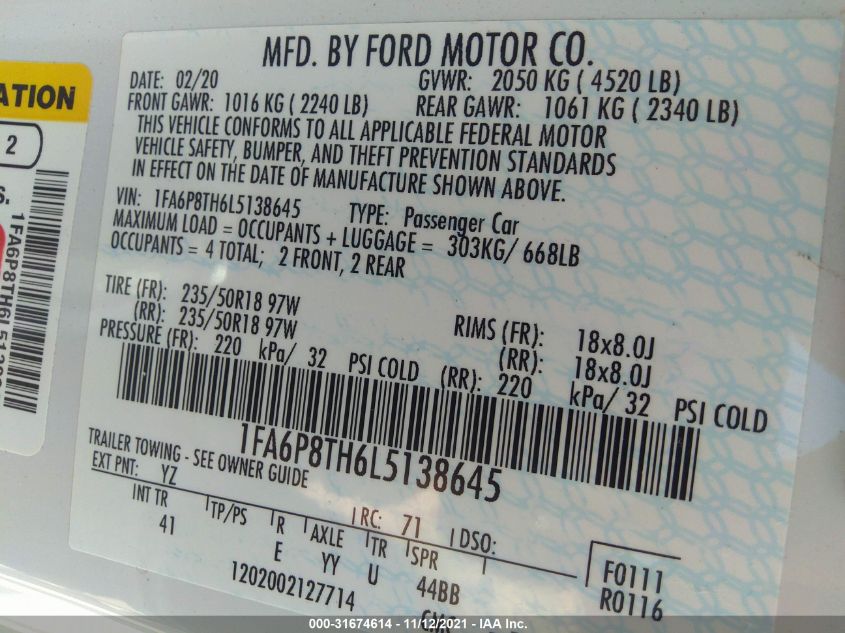 MFD. BY FORD MOTOR CO.
DATE: 02/20 GVWR: 2050 KG ( 4520 LB)
FRONT GAWR: 1016 KG ( 2240 LB) REAR GAWR: 1061 KG ( 2340 LB)
THIS VEHICLE CONFORMS TO ALL APPLICABLE FEDERAL MOTOR
VEHICLE SAFETY, BUMPER, AND THEFT PREVENTION STANDARDS
IN EFFECT ON THE DATE OF MANUFACTURE SHOWN ABOVE.
VIN: 1FA6P8TH6L5138645 TYPE: Passenger Car
MAXIMUM LOAD = OCCUPANTS + LUGGAGE = 303KG/ 668LB
OCCUPANTS = 4 TOTAL; 2 FRONT, 2 REAR
TIRE (FR): 235/50R18 97W RIMS (FR): 18x8.0J
(RR): 235/50R18 97W (RR): 18x8.0J
PRESSURE (FR): 220 kPa/ 32 PSI COLD (RR): 220 kPa/ 32 PSI COLD
1FA6P8TH6L5138645
TRAILER TOWING - SEE OWNER GUIDE
EXT PNT: YZ RC: 71 DSO:
INT TR TP/PS R AXLE TR SPR
41 E YY U 44BB
1202002127714
F0111
R0116
ATION
2
S. 1FA6P8TH6L5138
000-31674614 - 11/12/2021 - IAA Inc.